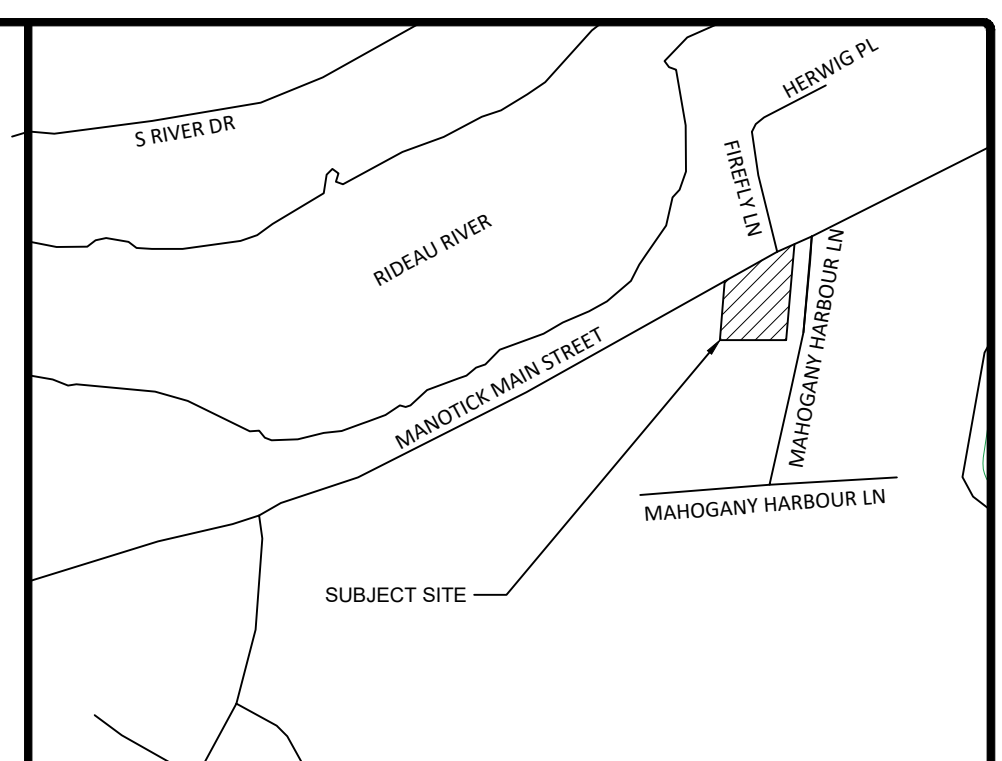 HERWIG PL
S RIVER DR
FIREFLY LN
RIDEAU RIVER
MAHOGANY HARBOUR LN
MANOTICK MAIN STREET
MAHOGANY HARBOUR LN
SUBJECT SITE